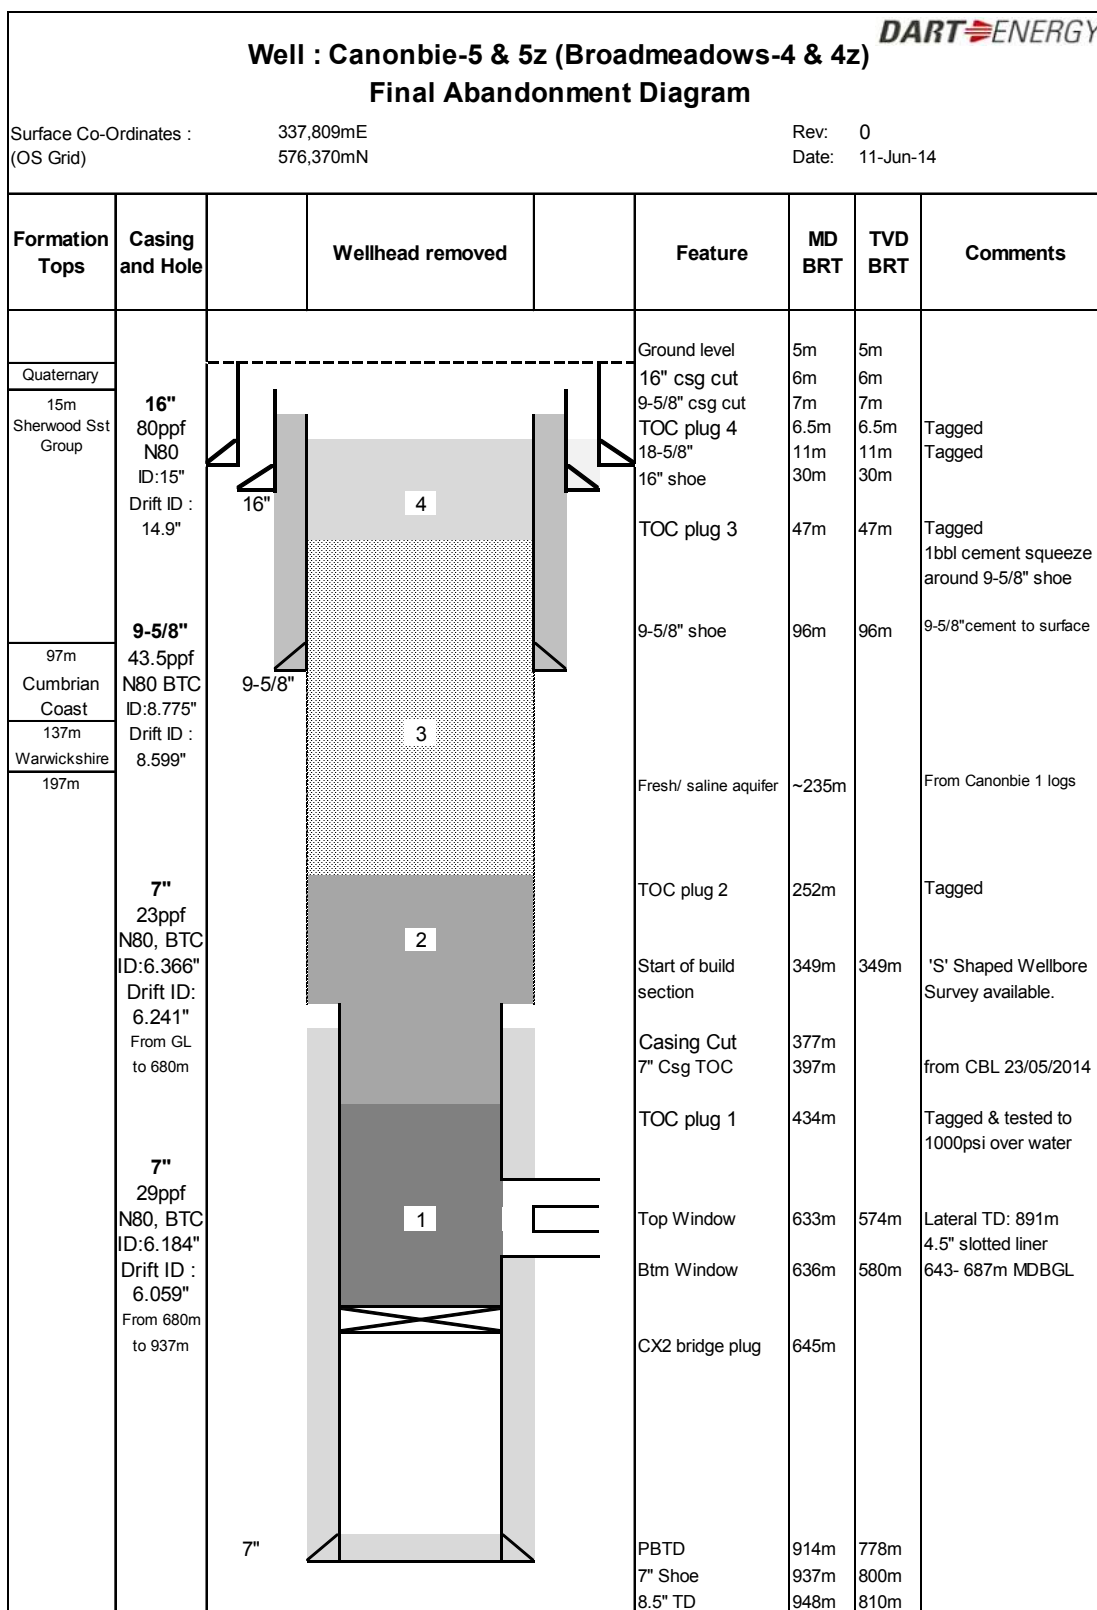 DART ENERGY
Well : Canonbie-5 & 5z (Broadmeadows-4 & 4z)
Final Abandonment Diagram
Surface Co-Ordinates : 337,809mE Rev: 0
(OS Grid) 576,370mN Date: 11-Jun-14
Formation Tops
Casing and Hole
Wellhead removed
Feature
MD BRT
TVD BRT
Comments
Quaternary
15m
Sherwood Sst
Group
97m
Cumbrian
Coast
137m
Warwickshire
197m
16"
80ppf
N80
ID:15"
Drift ID :
14.9"
9-5/8"
43.5ppf
N80 BTC
ID:8.775"
Drift ID :
8.599"
7"
23ppf
N80, BTC
ID:6.366"
Drift ID:
6.241"
From GL
to 680m
7"
29ppf
N80, BTC
ID:6.184"
Drift ID :
6.059"
From 680m
to 937m
16"
9-5/8"
7"
4
3
2
1
Ground level 5m 5m
16" csg cut 6m 6m
9-5/8" csg cut 7m 7m
TOC plug 4 6.5m 6.5m Tagged
18-5/8" 11m 11m Tagged
16" shoe 30m 30m
TOC plug 3 47m 47m Tagged
1bbl cement squeeze
around 9-5/8" shoe
9-5/8" shoe 96m 96m 9-5/8"cement to surface
Fresh/ saline aquifer ~235m From Canonbie 1 logs
TOC plug 2 252m Tagged
Start of build 349m 349m 'S' Shaped Wellbore
section Survey available.
Casing Cut 377m
7" Csg TOC 397m from CBL 23/05/2014
TOC plug 1 434m Tagged & tested to
1000psi over water
Top Window 633m 574m Lateral TD: 891m
4.5" slotted liner
Btm Window 636m 580m 643- 687m MDBGL
CX2 bridge plug 645m
PBTD 914m 778m
7" Shoe 937m 800m
8.5" TD 948m 810m